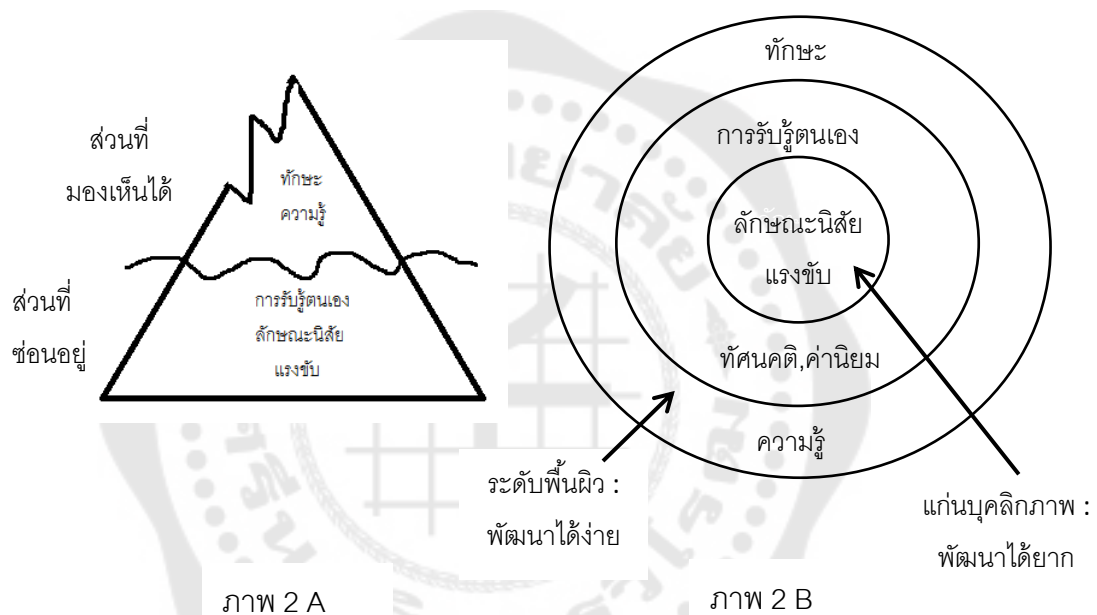 ส่วนที่
มองเห็นได้
ทักษะ
ความรู้
ส่วนที่
ซ่อนอยู่
การรับรู้ตนเอง
ลักษณะนิสัย
แรงขับ
ภาพ 2 A
ทักษะ
การรับรู้ตนเอง
ลักษณะนิสัย
แรงขับ
ทัศนคติ,ค่านิยม
ความรู้
ระดับพื้นผิว :
พัฒนาได้ง่าย
แก่นบุคลิกภาพ :
พัฒนาได้ยาก
ภาพ 2 B